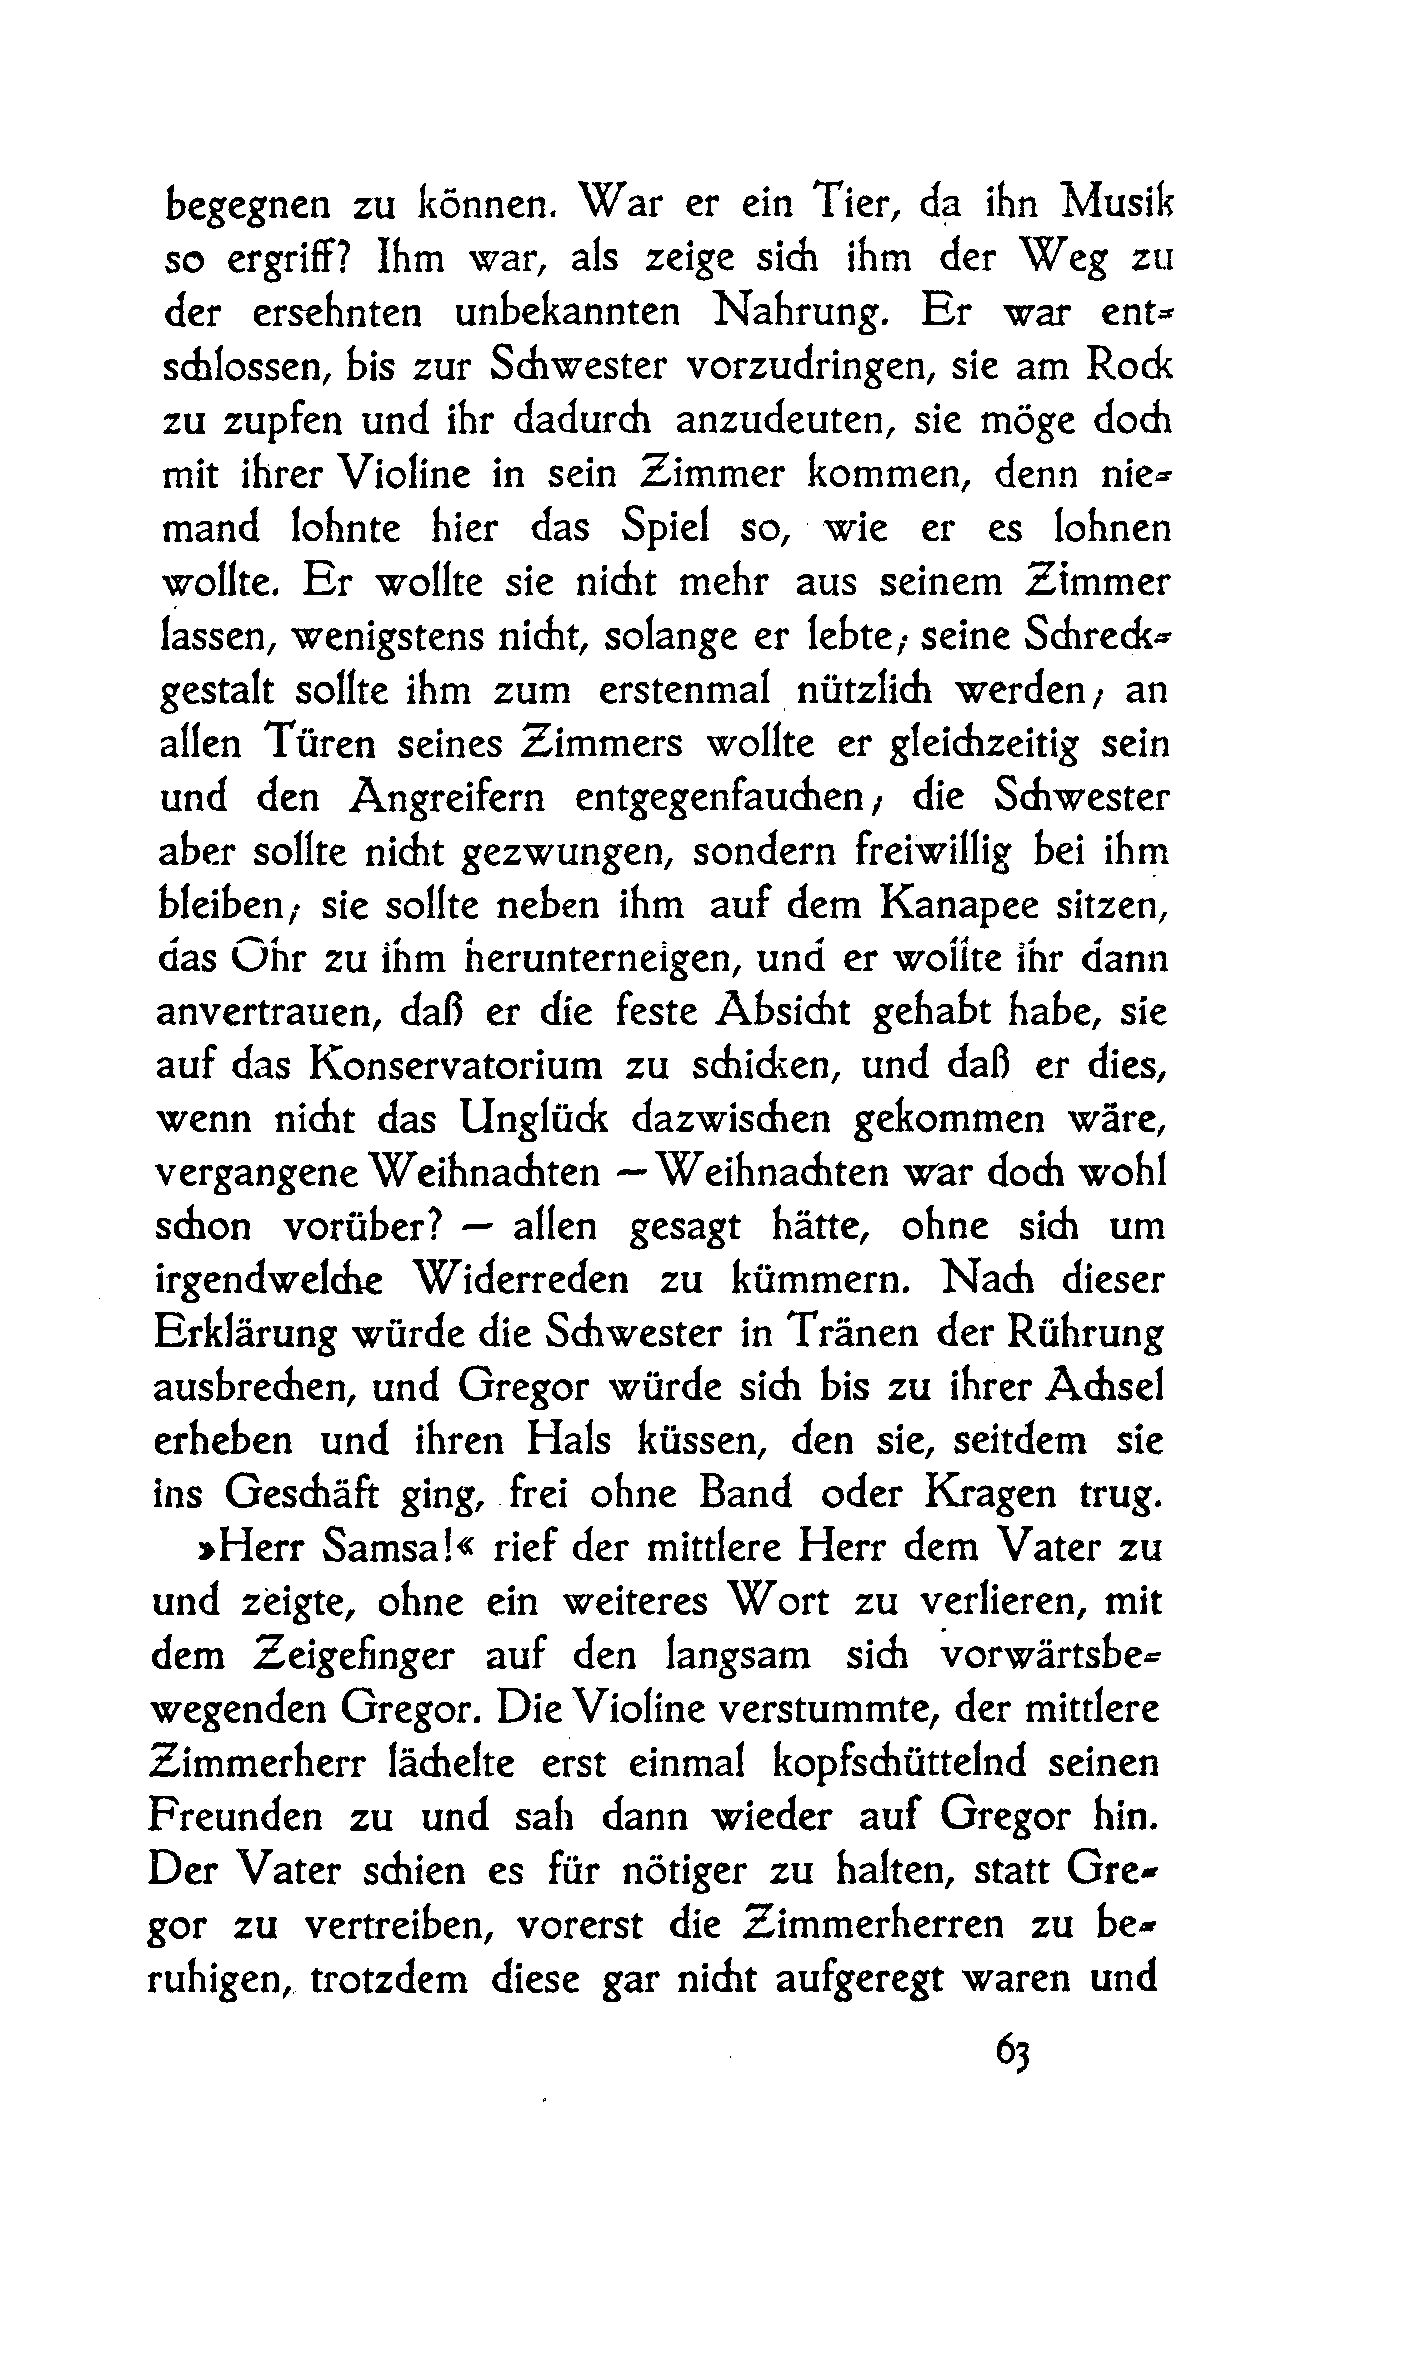 begegnen zu können. War er ein Tier, da ihn Musik
so ergriff? Ihm war, als zeige sich ihm der Weg zu
der ersehnten unbekannten Nahrung. Er war ent-
schlossen, bis zur Schwester vorzudringen, sie am Rock
zu zupfen und ihr dadurch anzudeuten, sie möge doch
mit ihrer Violine in sein Zimmer kommen, denn nie-
mand lohnte hier das Spiel so, wie er es lohnen
wollte. Er wollte sie nicht mehr aus seinem Zimmer
lassen, wenigstens nicht, solange er lebte; seine Schreck-
gestalt sollte ihm zum erstenmal nützlich werden; an
allen Türen seines Zimmers wollte er gleichzeitig sein
und den Angreifern entgegenfauchen; die Schwester
aber sollte nicht gezwungen, sondern freiwillig bei ihm
bleiben; sie sollte neben ihm auf dem Kanapee sitzen,
das Ohr zu ihm herunterneigen, und er wollte ihr dann
anvertrauen, daß er die feste Absicht gehabt habe, sie
auf das Konservatorium zu schicken, und daß er dies,
wenn nicht das Unglück dazwischen gekommen wäre,
vergangene Weihnachten — Weihnachten war doch wohl
schon vorüber? — allen gesagt hätte, ohne sich um
irgendwelche Widerreden zu kümmern. Nach dieser
Erklärung würde die Schwester in Tränen der Rührung
ausbrechen, und Gregor würde sich bis zu ihrer Achsel
erheben und ihren Hals küssen, den sie, seitdem sie
ins Geschäft ging, frei ohne Band oder Kragen trug.
»Herr Samsa!« rief der mittlere Herr dem Vater zu
und zeigte, ohne ein weiteres Wort zu verlieren, mit
dem Zeigefinger auf den langsam sich vorwärtsbe-
wegenden Gregor. Die Violine verstummte, der mittlere
Zimmerherr lächelte erst einmal kopfschüttelnd seinen
Freunden zu und sah dann wieder auf Gregor hin.
Der Vater schien es für nötiger zu halten, statt Gre-
gor zu vertreiben, vorerst die Zimmerherren zu be-
ruhigen, trotzdem diese gar nicht aufgeregt waren und
63